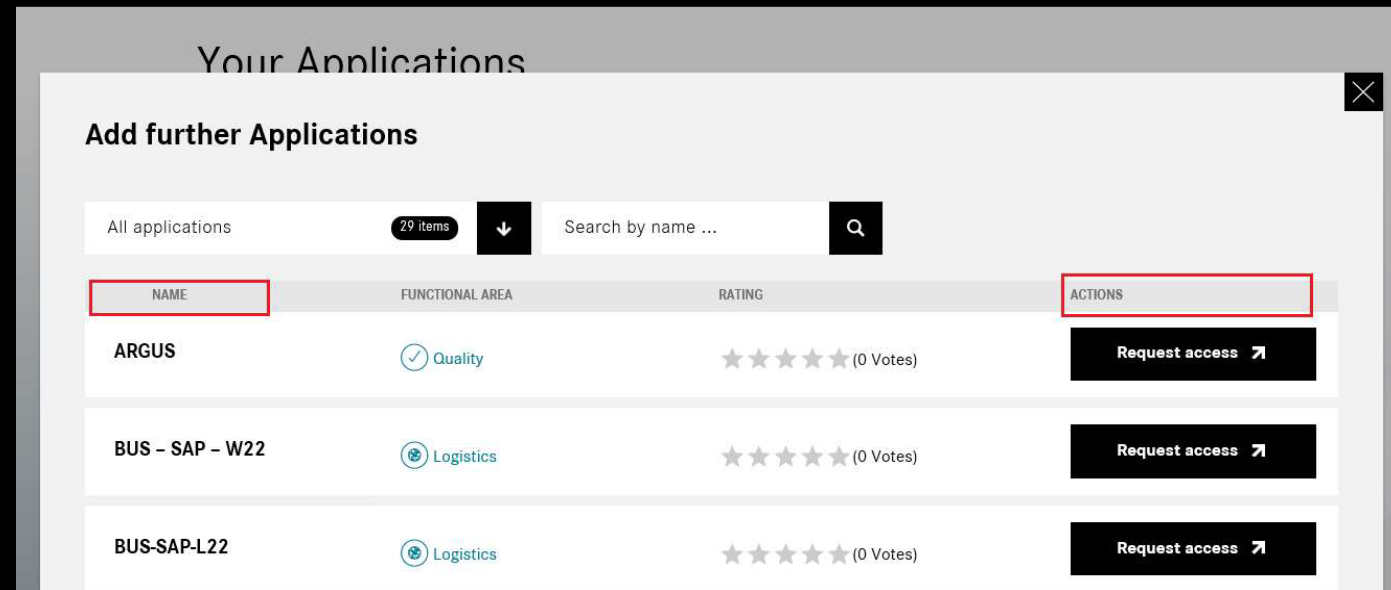 Your Applications
Add further Applications
All applications 29 items Search by name ...
NAME FUNCTIONAL AREA RATING ACTIONS
ARGUS Quality (0 Votes) Request access
BUS – SAP – W22 Logistics (0 Votes) Request access
BUS-SAP-L22 Logistics (0 Votes) Request access